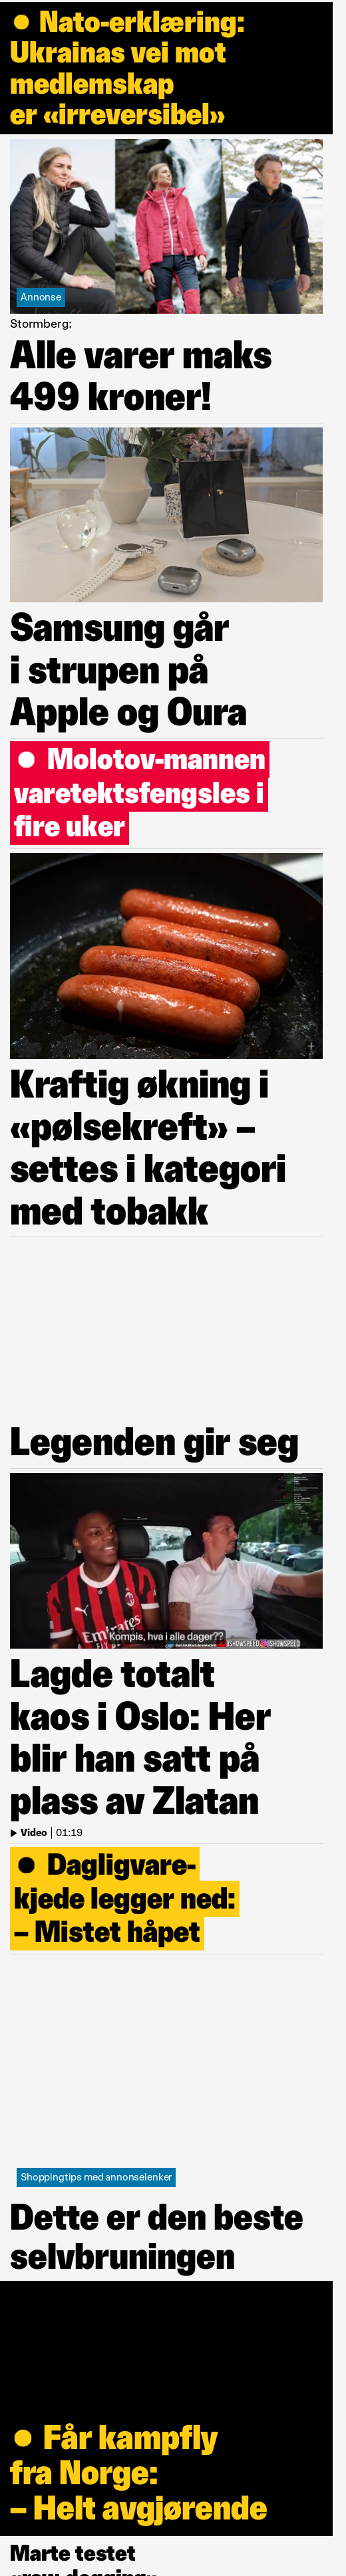 ● Nato-erklæring:
Ukrainas vei mot
medlemskap
er «irreversibel»
Annonse
Stormberg:
Alle varer maks
499 kroner!
Samsung går
i strupen på
Apple og Oura
● Molotov-mannen
varetektsfengsles i
fire uker
Kraftig økning i
«pølsekreft» –
settes i kategori
med tobakk
Legenden gir seg
Emirates
Kompis, hva i alle dager??
ISHOWSPEED ISHOWSPEED
Lagde totalt
kaos i Oslo: Her
blir han satt på
plass av Zlatan
Video | 01:19
● Dagligvare-
kjede legger ned:
– Mistet håpet
Shoppingtips med annonselenker
Dette er den beste
selvbruningen
● Får kampfly
fra Norge:
– Helt avgjørende
Marte testet